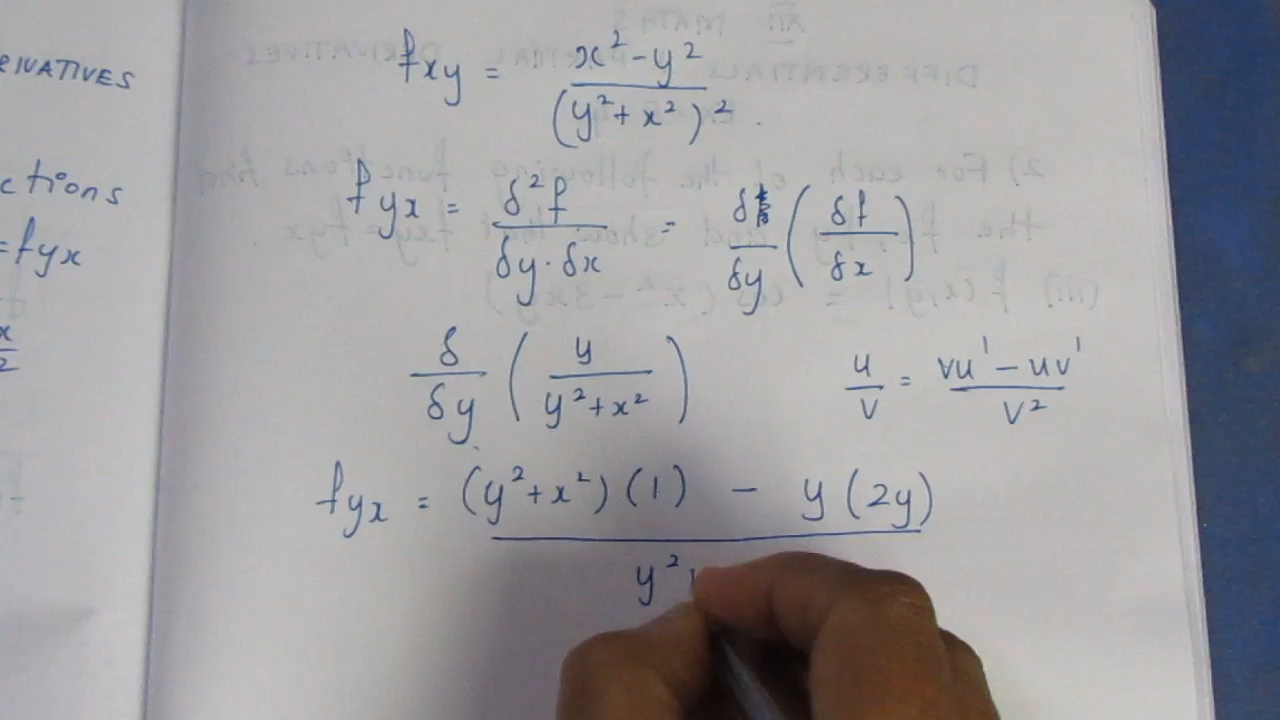 RIVATIVES
ctions
= fyx
x
2
fxy = x² - y² / (y² + x²)² .
fyx = δ²f / δy · δx = δ / δy ( δf / δx )
δ / δy ( y / y² + x² )
u / v = vu' - uv' / v²
fyx = (y² + x²) (1) - y (2y) / y²